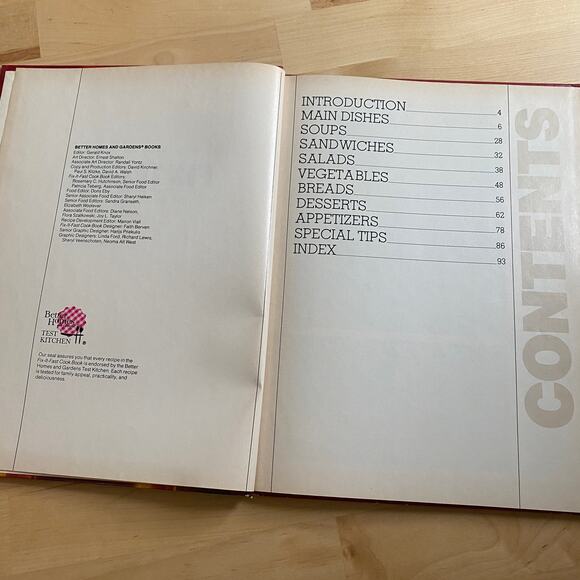 BETTER HOMES AND GARDENS® BOOKS
Editor: Gerald Knox
Art Director: Ernest Shelton
Associate Art Director: Randall Yontz
Copy and Production Editors: David Kirchner,
Paul S. Kitzke, David A. Walsh
Fix-It-Fast Cook Book Editors:
Rosemary C. Hutchinson, Senior Food Editor
Patricia Teberg, Associate Food Editor
Food Editor: Doris Eby
Senior Associate Food Editor: Sharyl Heiken
Senior Food Editors: Sandra Granseth,
Elizabeth Woolever
Associate Food Editors: Diane Nelson,
Flora Szatkowski, Joy L. Taylor
Recipe Development Editor: Marion Viall
Fix-It-Fast Cook Book Designer: Faith Berven
Senior Graphic Designer: Harijs Priekulis
Graphic Designers: Linda Ford, Richard Lewis,
Sheryl Veenschoten, Neoma Alt West
Better
Homes
TEST
KITCHEN ®
Our seal assures you that every recipe in the
Fix-It-Fast Cook Book is endorsed by the Better
Homes and Gardens Test Kitchen. Each recipe
is tested for family appeal, practicality, and
deliciousness.
INTRODUCTION 4
MAIN DISHES 6
SOUPS 28
SANDWICHES 32
SALADS 38
VEGETABLES 48
BREADS 56
DESSERTS 62
APPETIZERS 78
SPECIAL TIPS 86
INDEX 93
CONTENTS